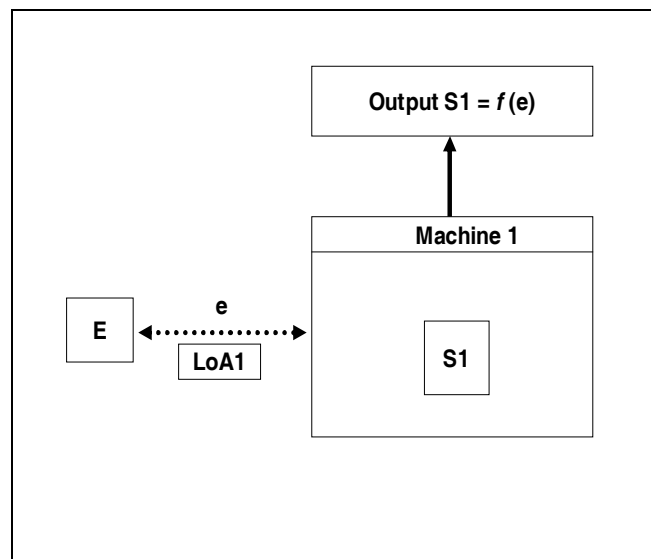 Output S1 = f (e)
Machine 1
e
E
LoA1
S1